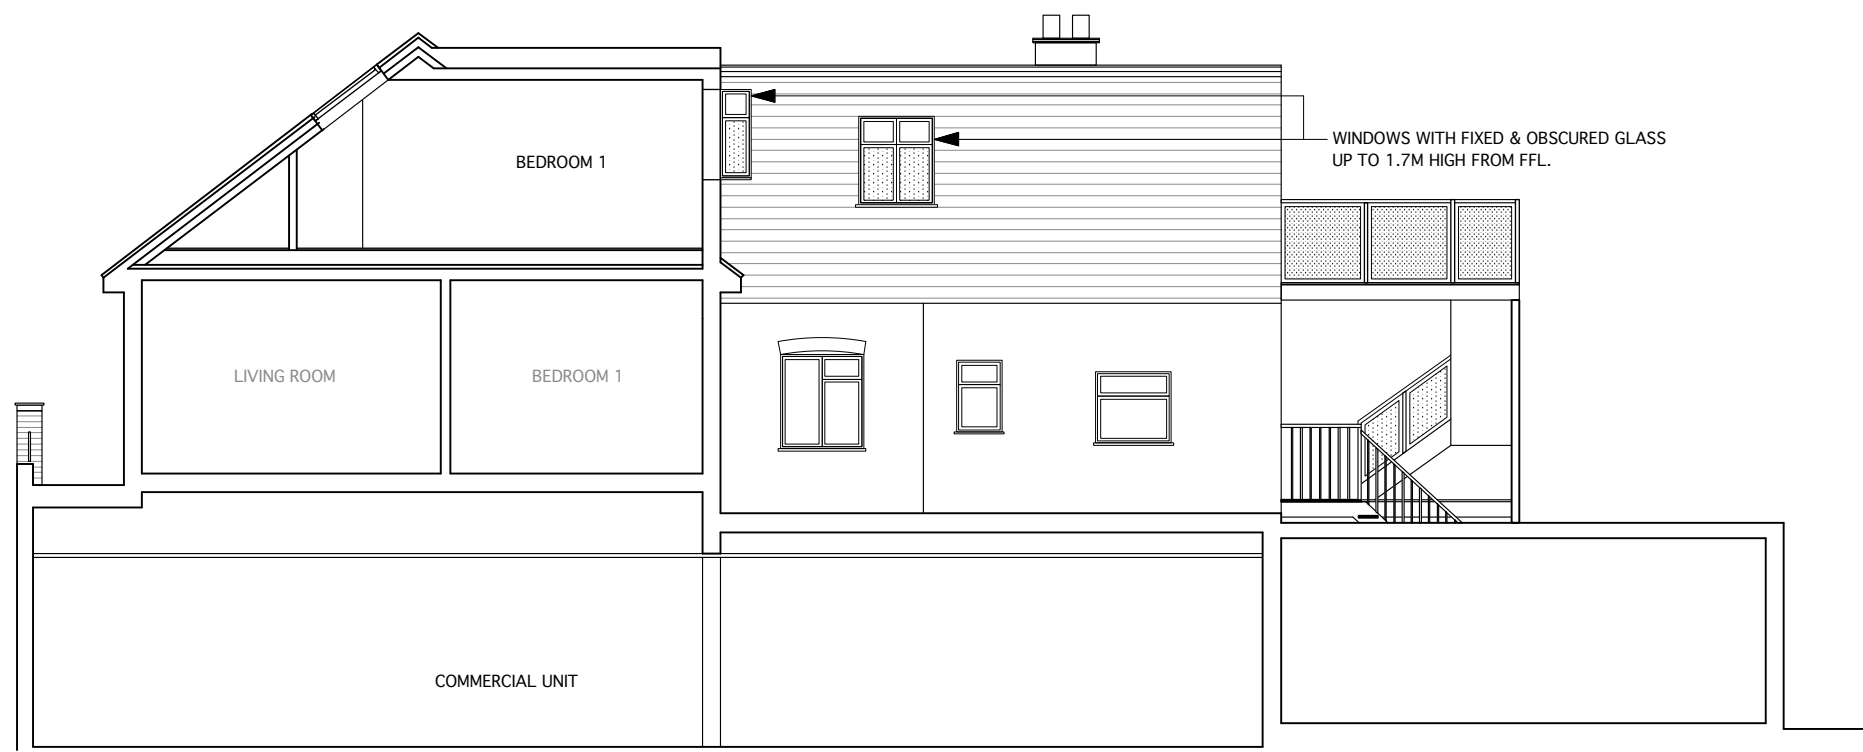 BEDROOM 1
WINDOWS WITH FIXED & OBSCURED GLASS
UP TO 1.7M HIGH FROM FFL.
LIVING ROOM
BEDROOM 1
COMMERCIAL UNIT